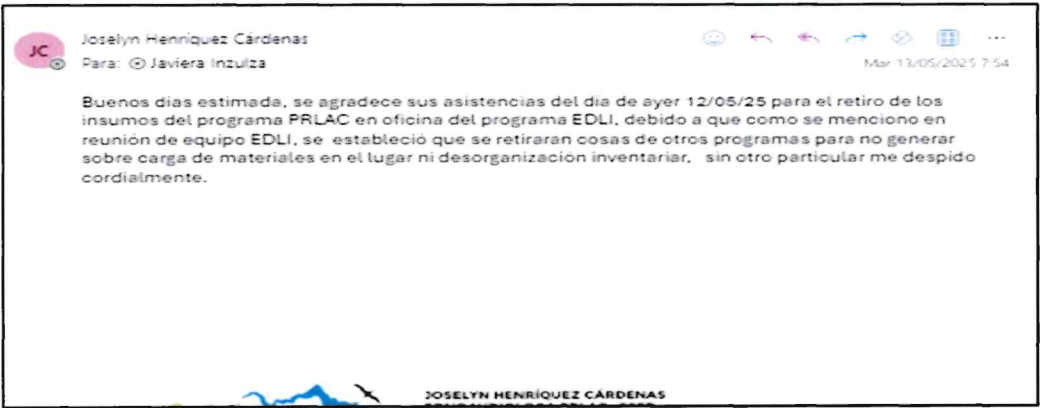 JC
Joselyn Henríquez Cárdenas
Para: Javiera Inzulza
Mar 13/05/2025 7:54
Buenos días estimada, se agradece sus asistencias del dia de ayer 12/05/25 para el retiro de los
insumos del programa PRLAC en oficina del programa EDLI, debido a que como se menciono en
reunión de equipo EDLI, se estableció que se retiraran cosas de otros programas para no generar
sobre carga de materiales en el lugar ni desorganización inventariar, sin otro particular me despido
cordialmente.
JOSELYN HENRÍQUEZ CÁRDENAS